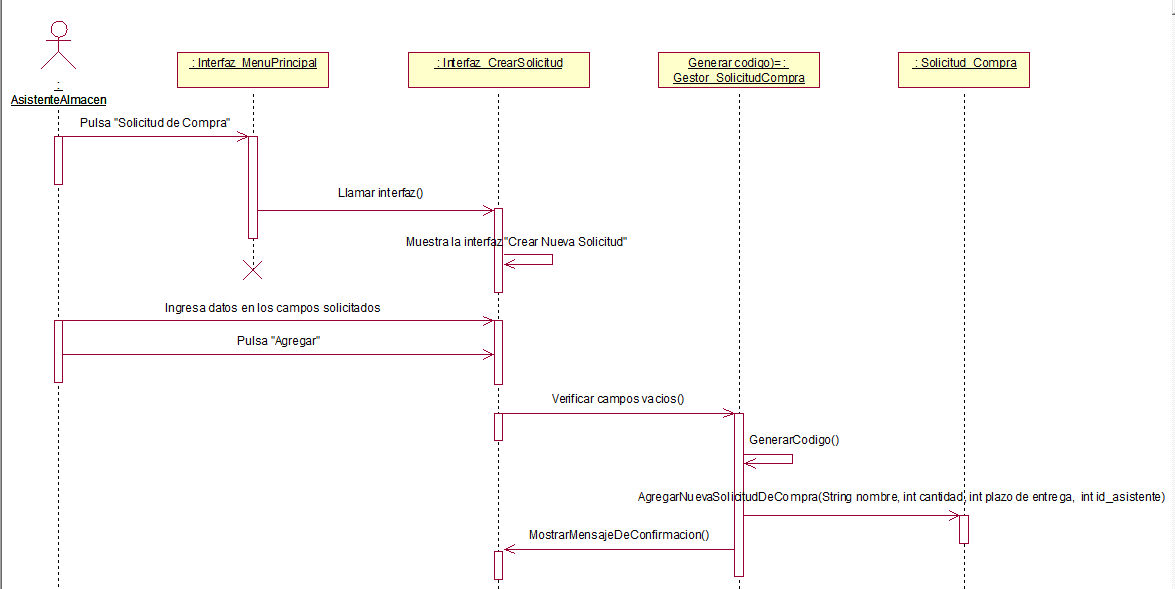 : Interfaz_MenuPrincipal
: Interfaz_CrearSolicitud
Generar codigo)= :
Gestor_SolicitudCompra
: Solicitud_Compra
:
AsistenteAlmacen
Pulsa "Solicitud de Compra"
Llamar interfaz()
Muestra la interfaz "Crear Nueva Solicitud"
Ingresa datos en los campos solicitados
Pulsa "Agregar"
Verificar campos vacios()
GenerarCodigo()
AgregarNuevaSolicitudDeCompra(String nombre, int cantidad, int plazo de entrega, int id_asistente)
MostrarMensajeDeConfirmacion()